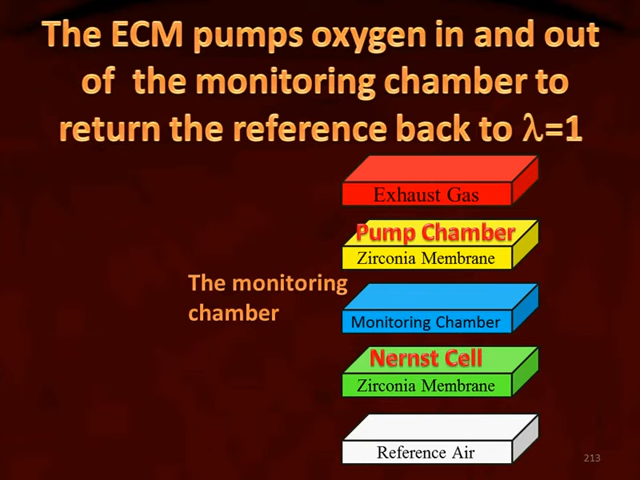 The ECM pumps oxygen in and out
of the monitoring chamber to
return the reference back to λ=1
Exhaust Gas
Pump Chamber
Zirconia Membrane
The monitoring
chamber
Monitoring Chamber
Nernst Cell
Zirconia Membrane
Reference Air
213